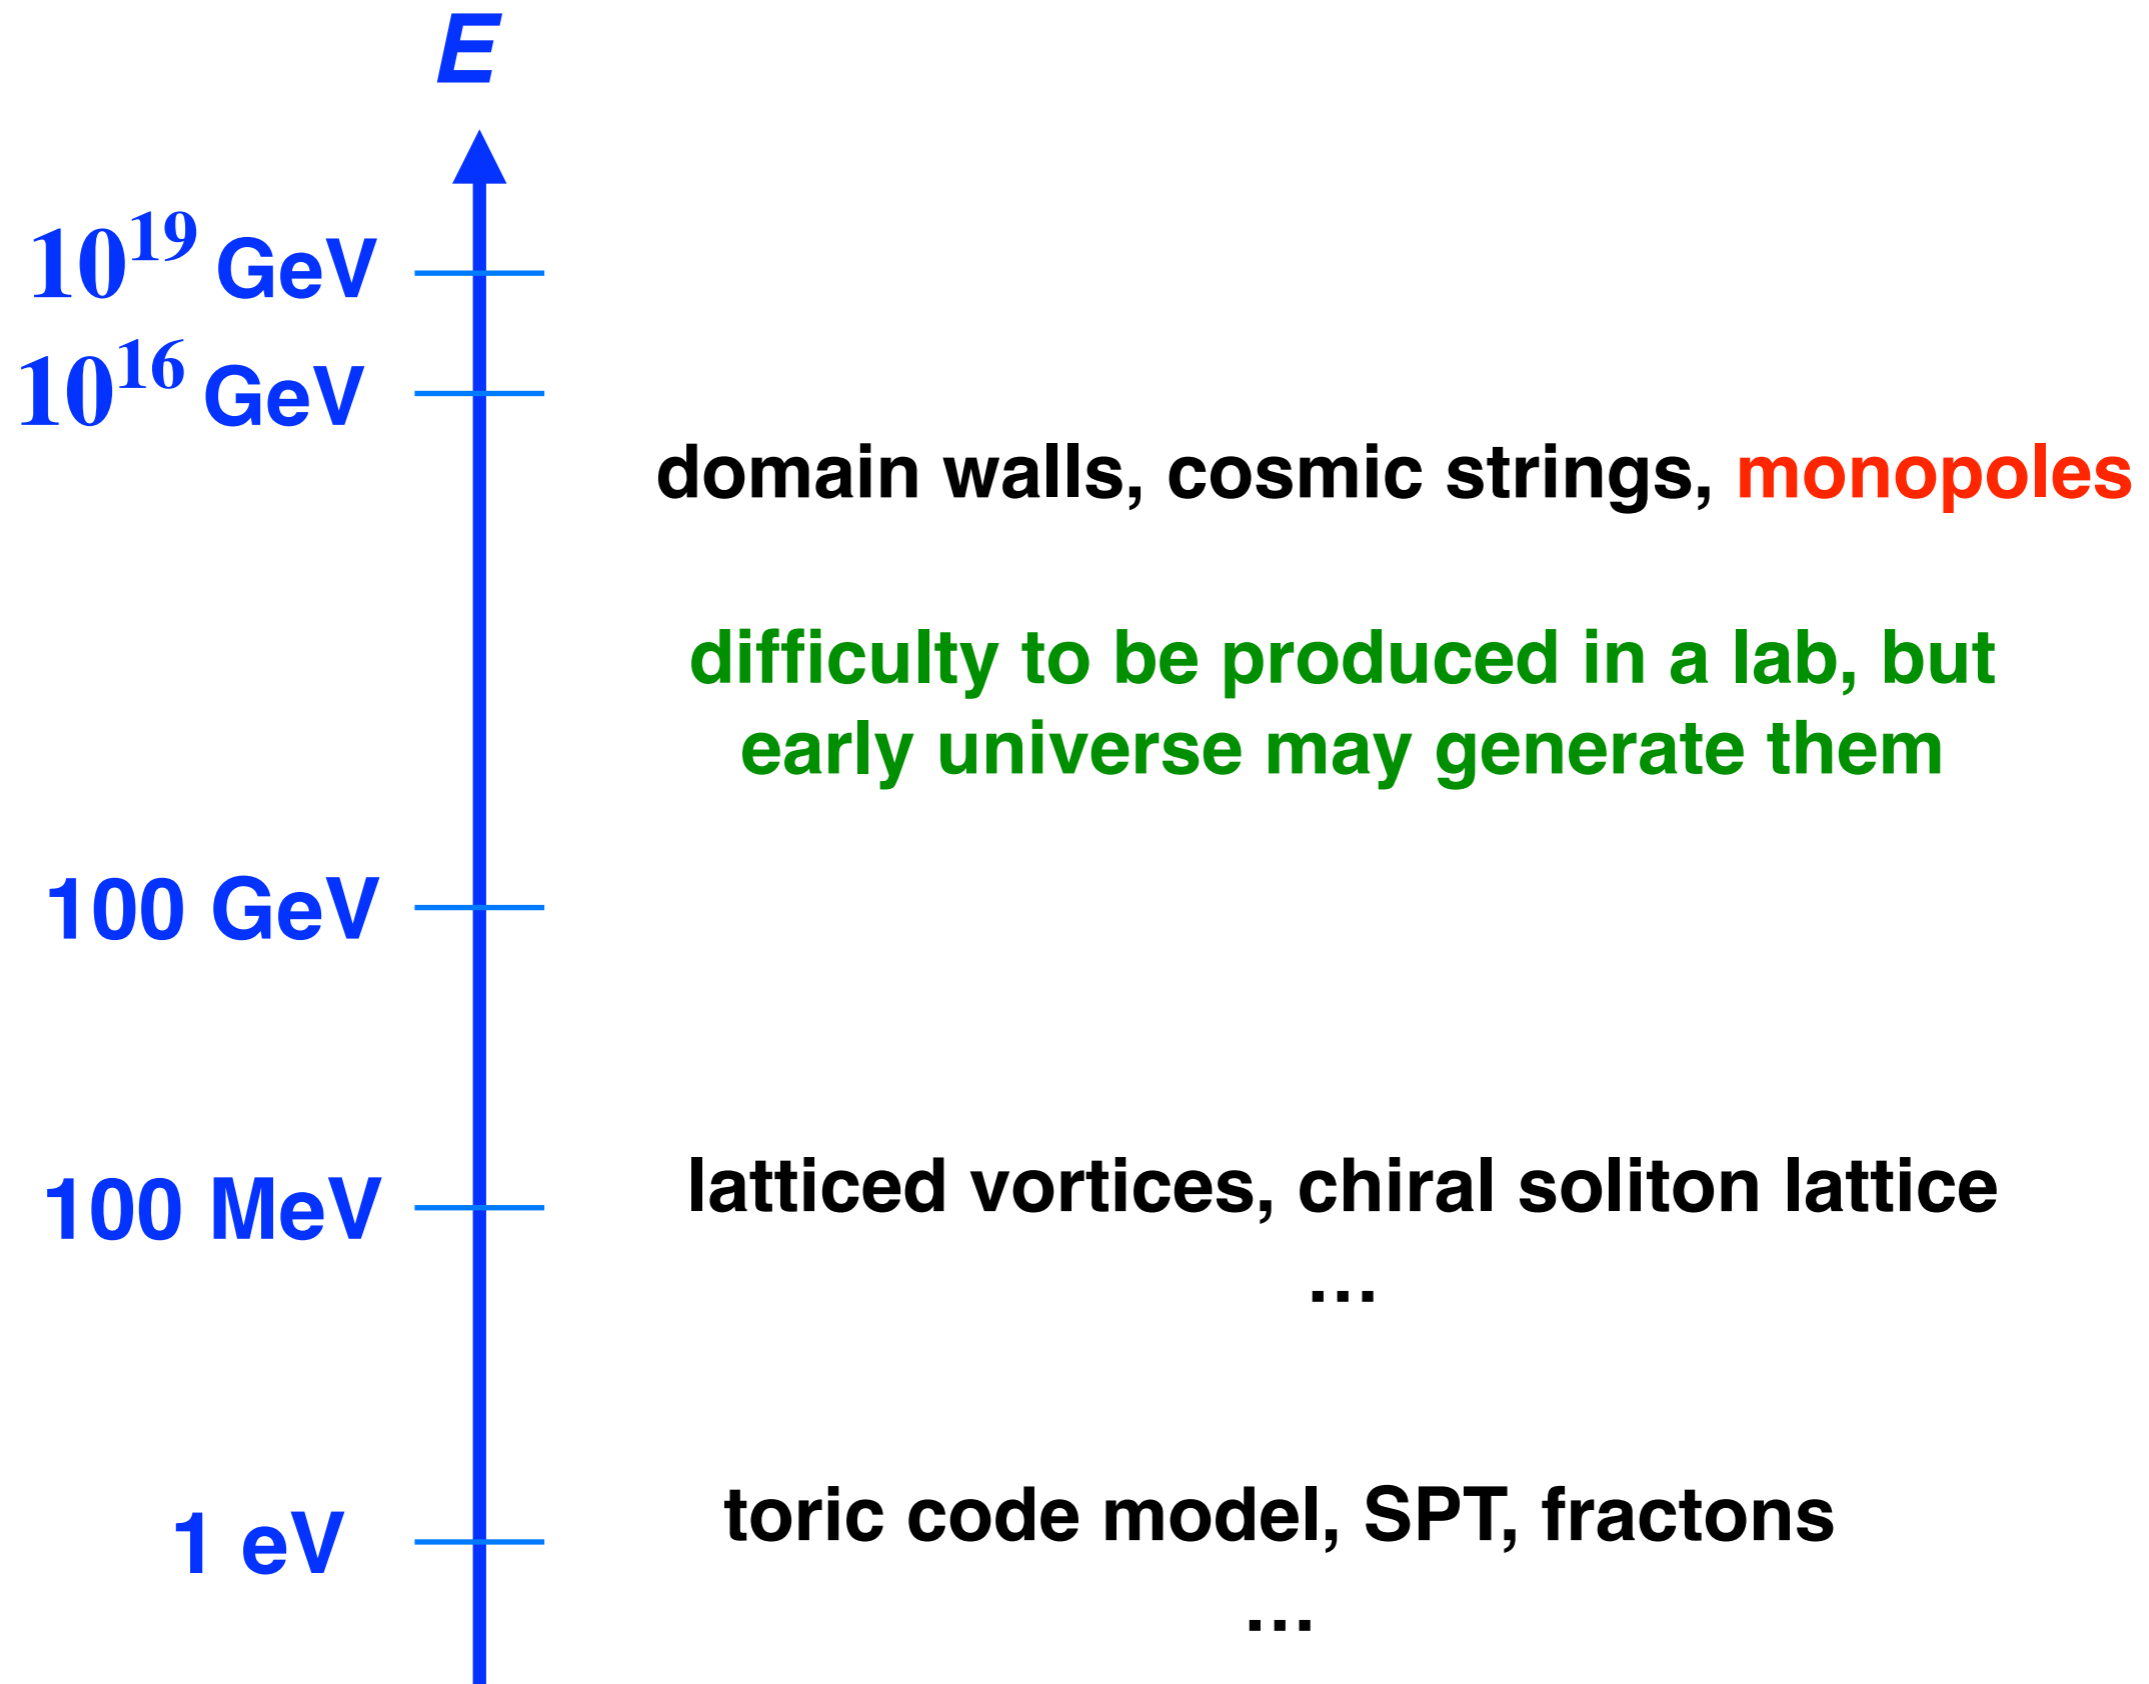 E
10^19 GeV
10^16 GeV
domain walls, cosmic strings, monopoles
difficulty to be produced in a lab, but
early universe may generate them
100 GeV
100 MeV
latticed vortices, chiral soliton lattice
...
1 eV
toric code model, SPT, fractons
...